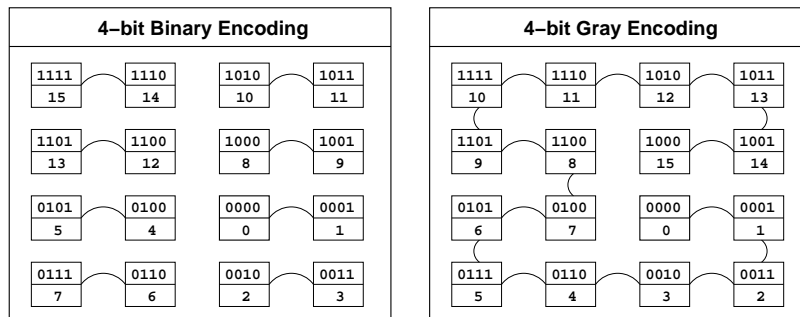 4-bit Binary Encoding
1111 1110 1010 1011
15 14 10 11
1101 1100 1000 1001
13 12 8 9
0101 0100 0000 0001
5 4 0 1
0111 0110 0010 0011
7 6 2 3
4-bit Gray Encoding
1111 1110 1010 1011
10 11 12 13
1101 1100 1000 1001
9 8 15 14
0101 0100 0000 0001
6 7 0 1
0111 0110 0010 0011
5 4 3 2